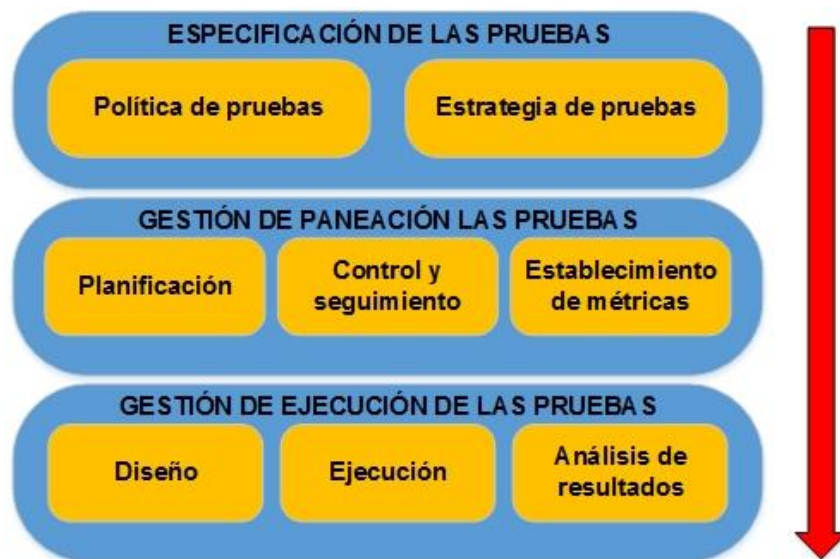 ESPECIFICACIÓN DE LAS PRUEBAS
Política de pruebas
Estrategia de pruebas
GESTIÓN DE PANEACIÓN LAS PRUEBAS
Planificación
Control y
seguimiento
Establecimiento
de métricas
GESTIÓN DE EJECUCIÓN DE LAS PRUEBAS
Diseño
Ejecución
Análisis de
resultados